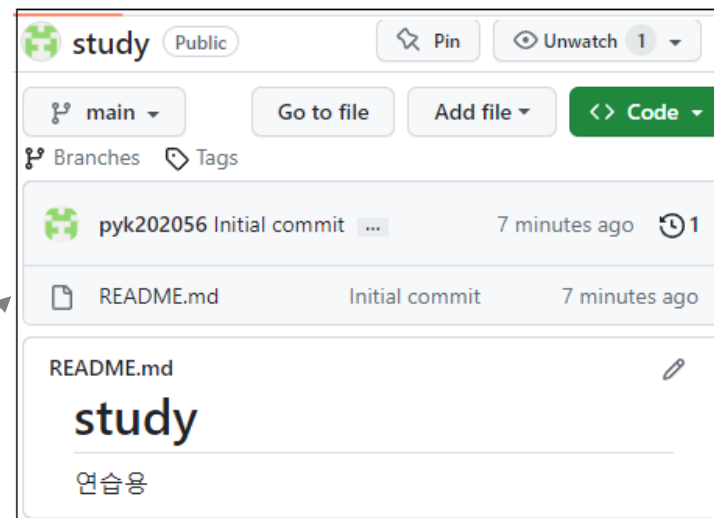 study Public Pin Unwatch 1
main Go to file Add file <> Code
Branches Tags
pyk202056 Initial commit ... 7 minutes ago 1
README.md Initial commit 7 minutes ago
README.md
study
연습용